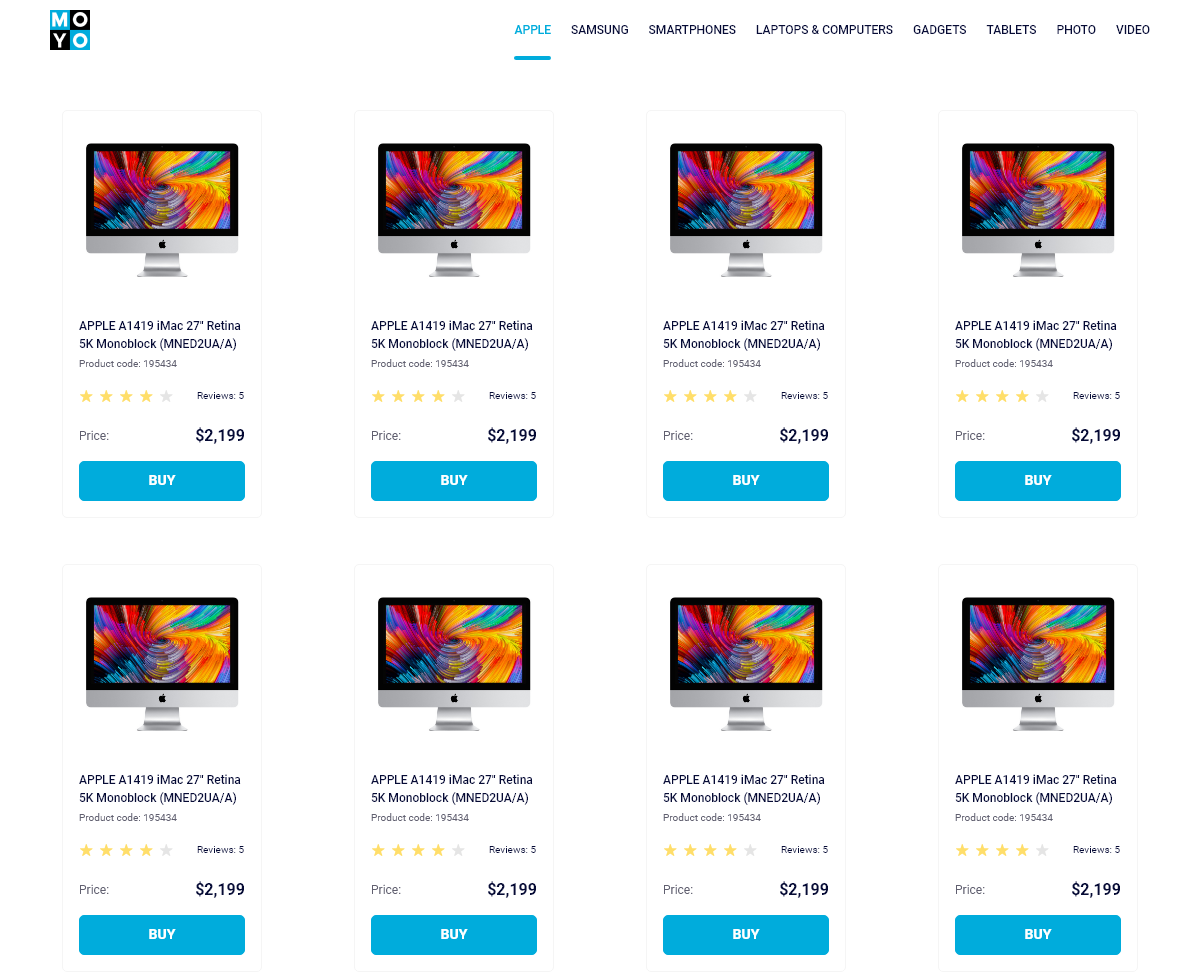 MO
YO
APPLE SAMSUNG SMARTPHONES LAPTOPS & COMPUTERS GADGETS TABLETS PHOTO VIDEO
APPLE A1419 iMac 27" Retina
5K Monoblock (MNED2UA/A)
Product code: 195434
Reviews: 5
Price: $2,199
BUY
APPLE A1419 iMac 27" Retina
5K Monoblock (MNED2UA/A)
Product code: 195434
Reviews: 5
Price: $2,199
BUY
APPLE A1419 iMac 27" Retina
5K Monoblock (MNED2UA/A)
Product code: 195434
Reviews: 5
Price: $2,199
BUY
APPLE A1419 iMac 27" Retina
5K Monoblock (MNED2UA/A)
Product code: 195434
Reviews: 5
Price: $2,199
BUY
APPLE A1419 iMac 27" Retina
5K Monoblock (MNED2UA/A)
Product code: 195434
Reviews: 5
Price: $2,199
BUY
APPLE A1419 iMac 27" Retina
5K Monoblock (MNED2UA/A)
Product code: 195434
Reviews: 5
Price: $2,199
BUY
APPLE A1419 iMac 27" Retina
5K Monoblock (MNED2UA/A)
Product code: 195434
Reviews: 5
Price: $2,199
BUY
APPLE A1419 iMac 27" Retina
5K Monoblock (MNED2UA/A)
Product code: 195434
Reviews: 5
Price: $2,199
BUY